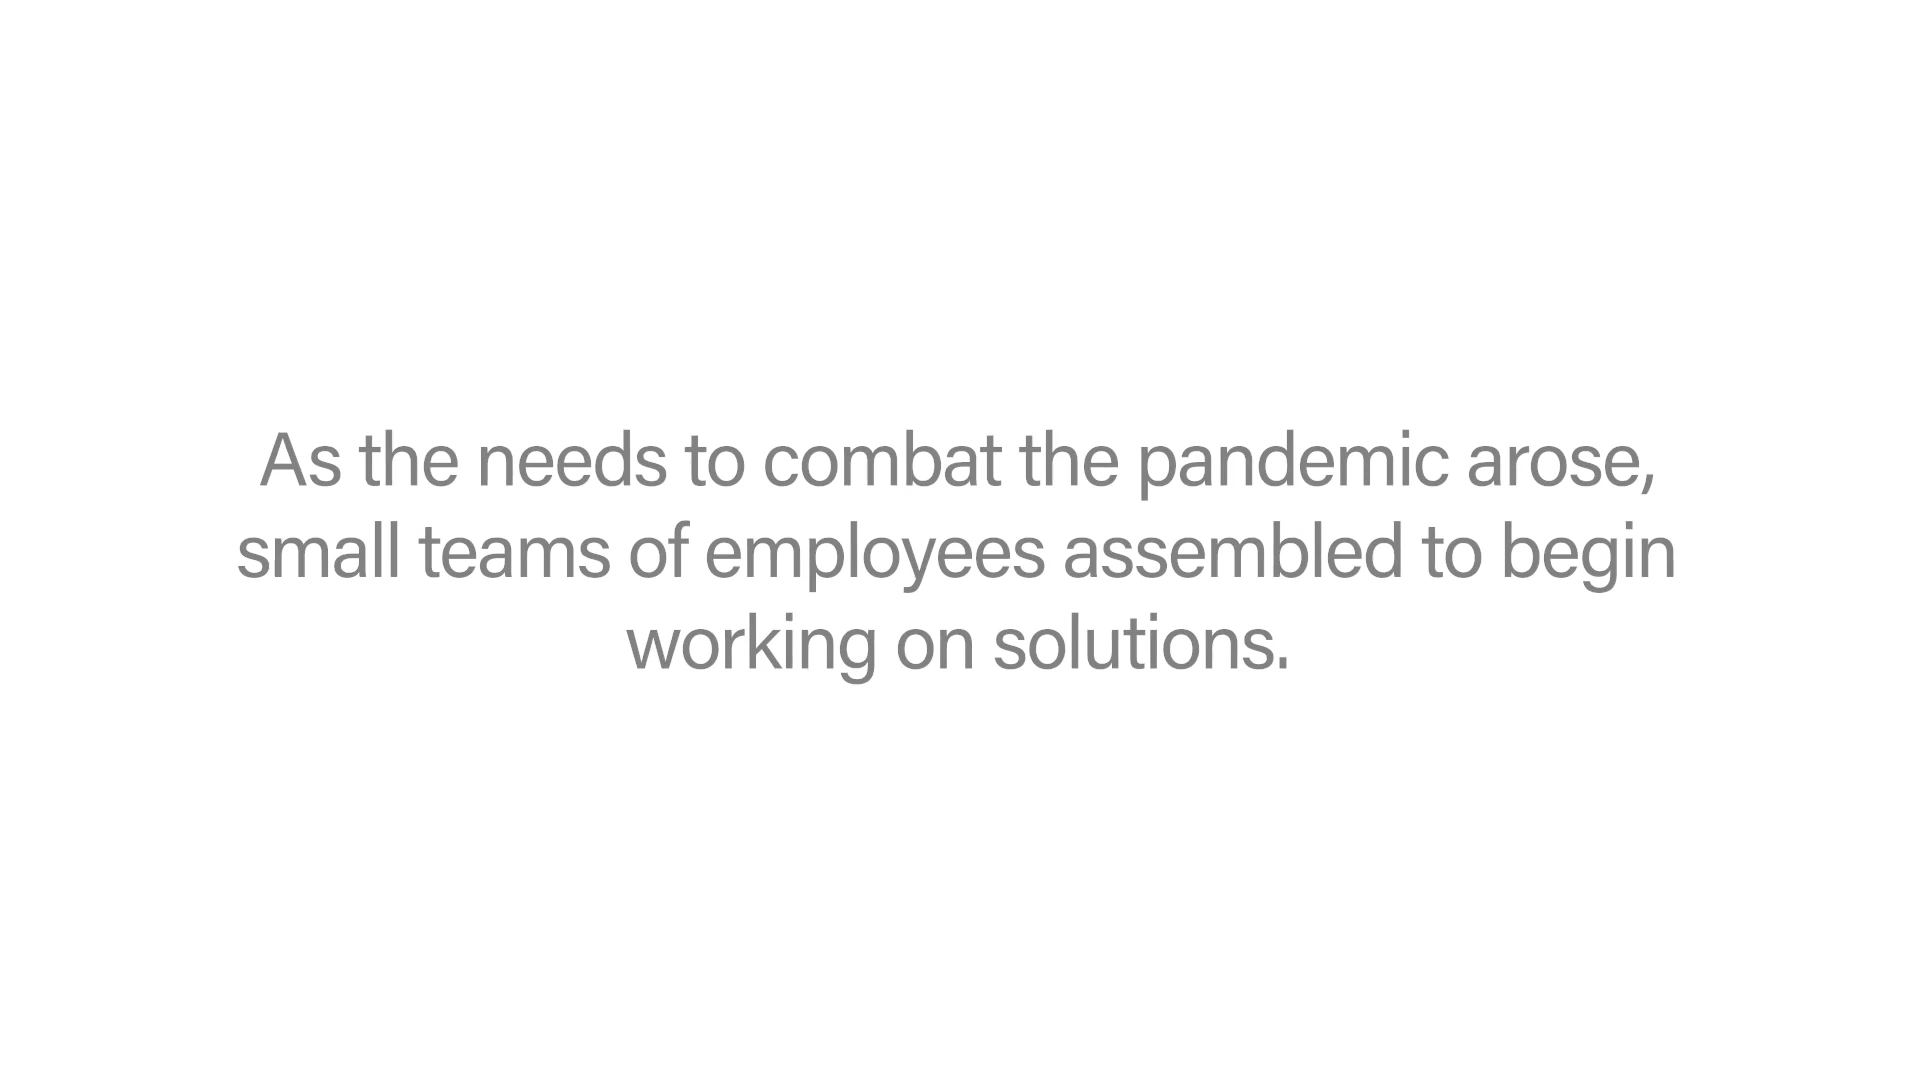 As the needs to combat the pandemic arose,
small teams of employees assembled to begin
working on solutions.